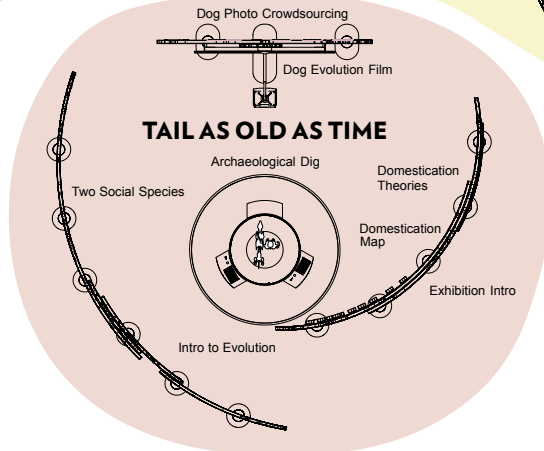 Dog Photo Crowdsourcing
Dog Evolution Film
TAIL AS OLD AS TIME
Archaeological Dig
Domestication
Theories
Two Social Species
Domestication
Map
Exhibition Intro
Intro to Evolution